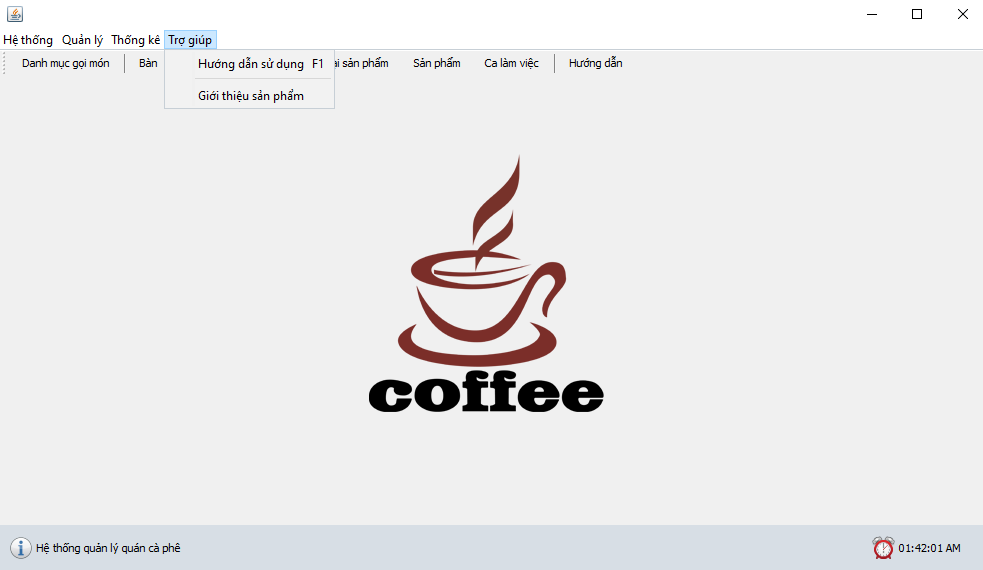 Hệ thống Quản lý Thống kê Trợ giúp
Danh mục gọi món Bàn sản phẩm Sản phẩm Ca làm việc Hướng dẫn
Hướng dẫn sử dụng F1
Giới thiệu sản phẩm
coffee
Hệ thống quản lý quán cà phê 01:42:01 AM